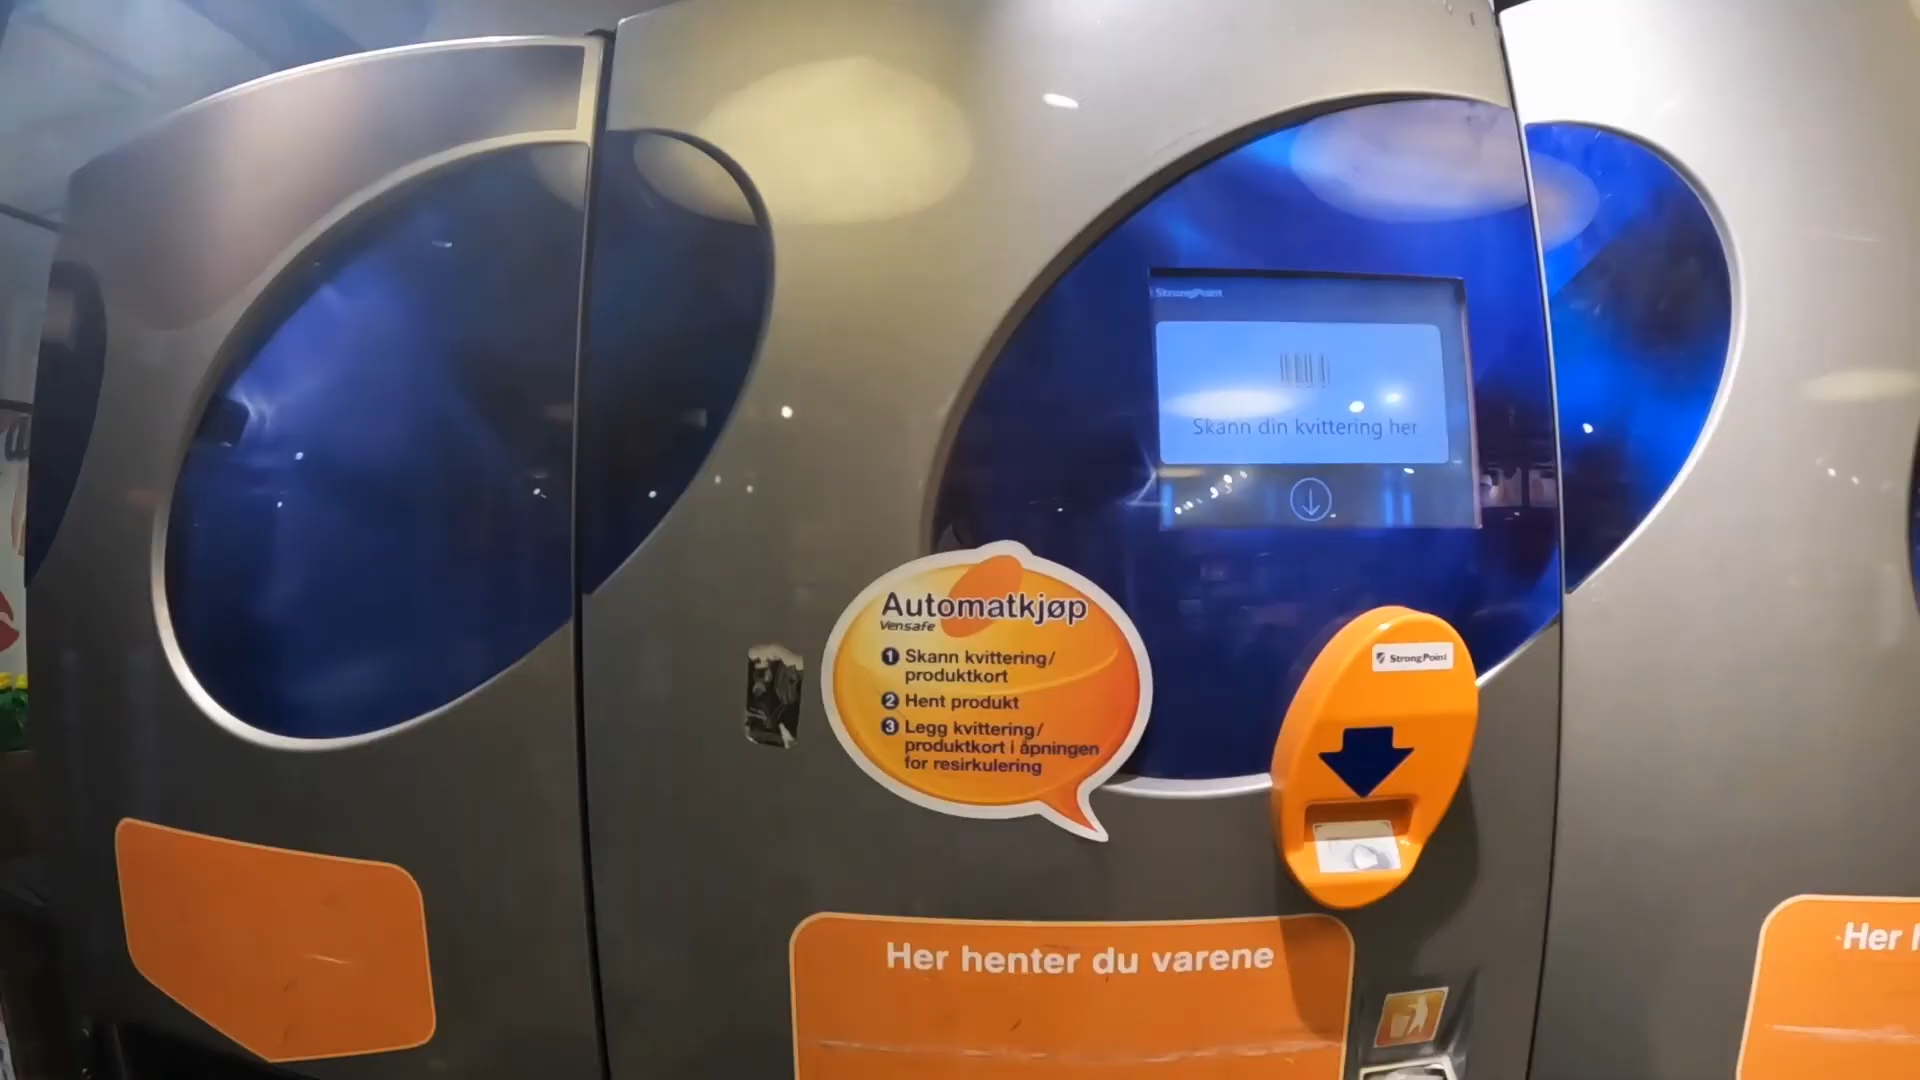 StrongPoint
Skann din kvittering her
Automatkjøp
Vensafe
1 Skann kvittering/
produktkort
2 Hent produkt
3 Legg kvittering/
produktkort i åpningen
for resirkulering
StrongPoint
Her henter du varene
Her